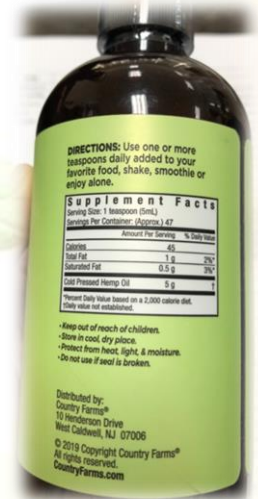 DIRECTIONS: Use one or more
teaspoons daily added to your
favorite food, shake, smoothie or
enjoy alone.
Supplement Facts
Serving Size: 1 teaspoon (5mL)
Servings Per Container: (Approx.) 47
Amount Per Serving % Daily Value
Calories 45
Total Fat 1 g 2%*
Saturated Fat 0.5 g 3%*
Cold Pressed Hemp Oil 5 g †
*Percent Daily Value based on a 2,000 calorie diet.
†Daily value not established.
• Keep out of reach of children.
• Store in cool, dry place.
• Protect from heat, light, & moisture.
• Do not use if seal is broken.
Distributed by:
Country Farms®
10 Henderson Drive
West Caldwell, NJ 07006
© 2019 Copyright Country Farms®
All rights reserved.
CountryFarms.com